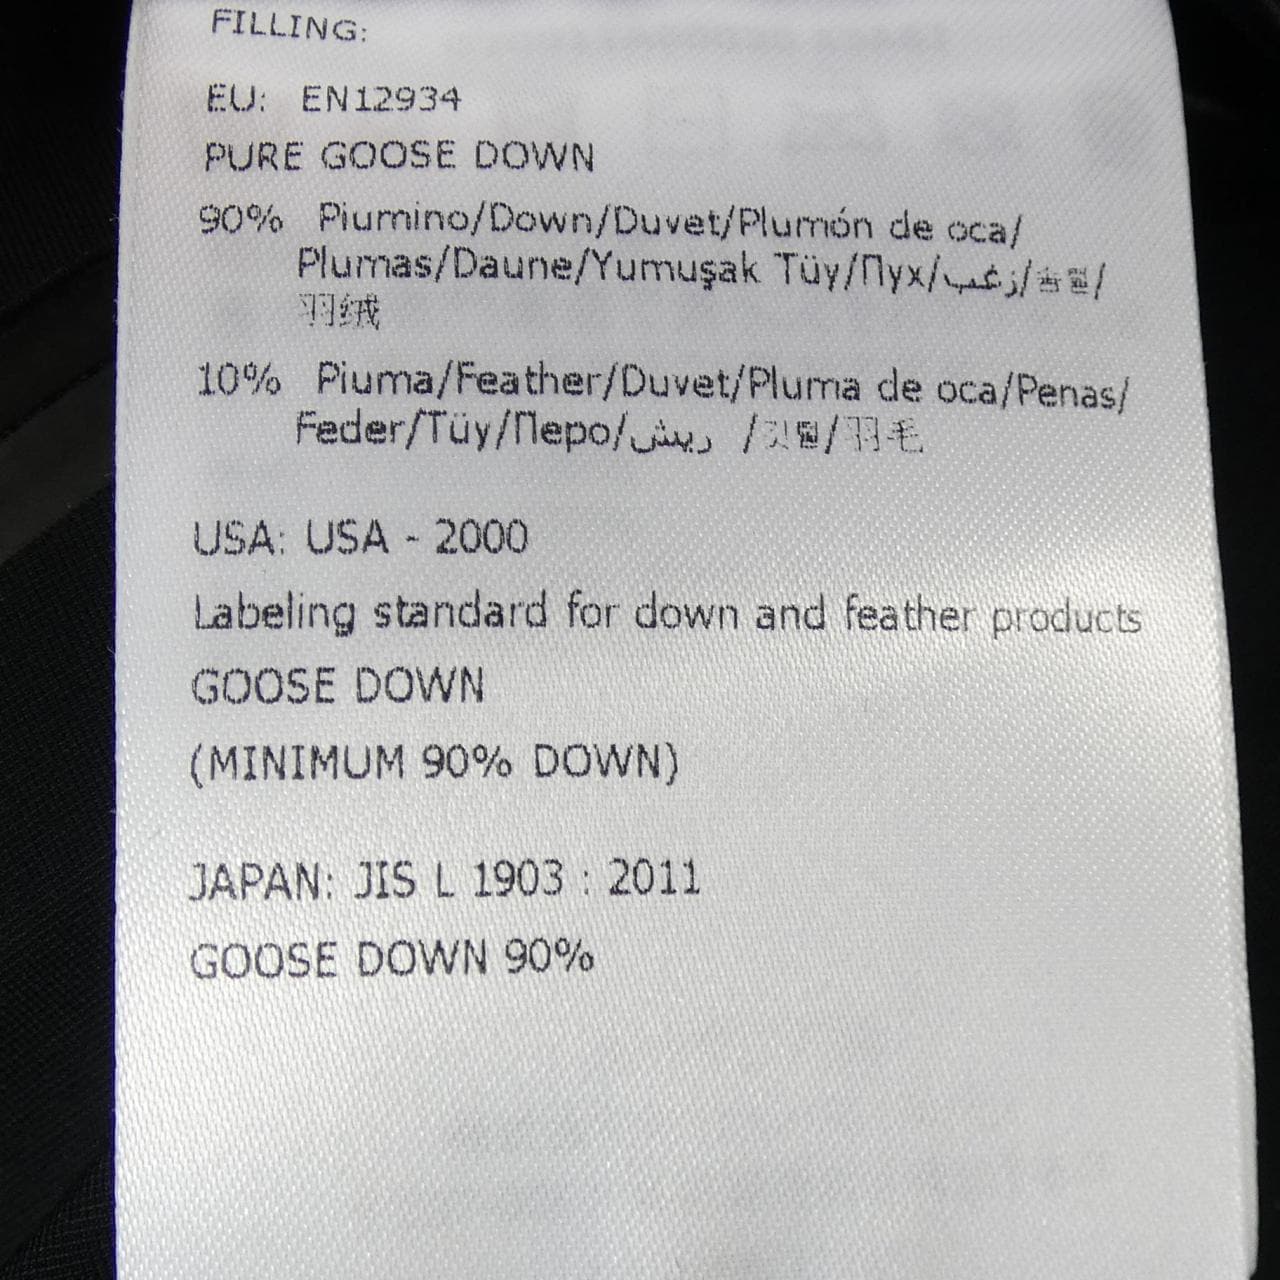 FILLING:
EU: EN12934
PURE GOOSE DOWN
90% Piumino/Down/Duvet/Plumón de oca/
Plumas/Daune/Yumuşak Tüy/Пух/زغب/솜털/
羽绒
10% Piuma/Feather/Duvet/Pluma de oca/Penas/
Feder/Tüy/Перо/ريش /깃털/羽毛
USA: USA - 2000
Labeling standard for down and feather products
GOOSE DOWN
(MINIMUM 90% DOWN)
JAPAN: JIS L 1903 : 2011
GOOSE DOWN 90%